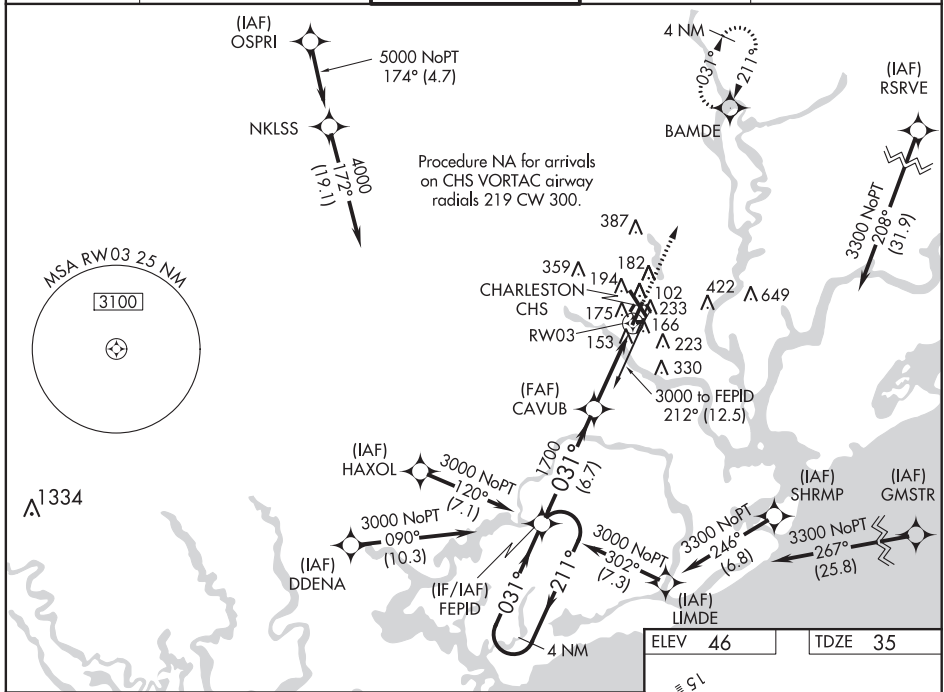 (IAF)
OSPRI
5000 NoPT
174° (4.7)
NKLSS
4000
172°
(19.1)
4 NM
031°
211°
BAMDE
(IAF)
RSRVE
3300 NoPT
208°
(31.9)
Procedure NA for arrivals
on CHS VORTAC airway
radials 219 CW 300.
MSA RW03 25 NM
3100
387
359
182
194
102
CHARLESTON
CHS
175
233
422
649
RW03
166
153
223
330
3000 to FEPID
212° (12.5)
(FAF)
CAVUB
1700
031°
(6.7)
(IAF)
HAXOL
3000 NoPT
120°
(7.1)
1334
3000 NoPT
090°
(10.3)
(IAF)
DDENA
(IF/IAF)
FEPID
031°
211°
4 NM
3000 NoPT
302°
(7.3)
(IAF)
LIMDE
(IAF)
SHRMP
3300 NoPT
246°
(6.8)
(IAF)
GMSTR
3300 NoPT
267°
(25.8)
ELEV 46
TDZE 35
15